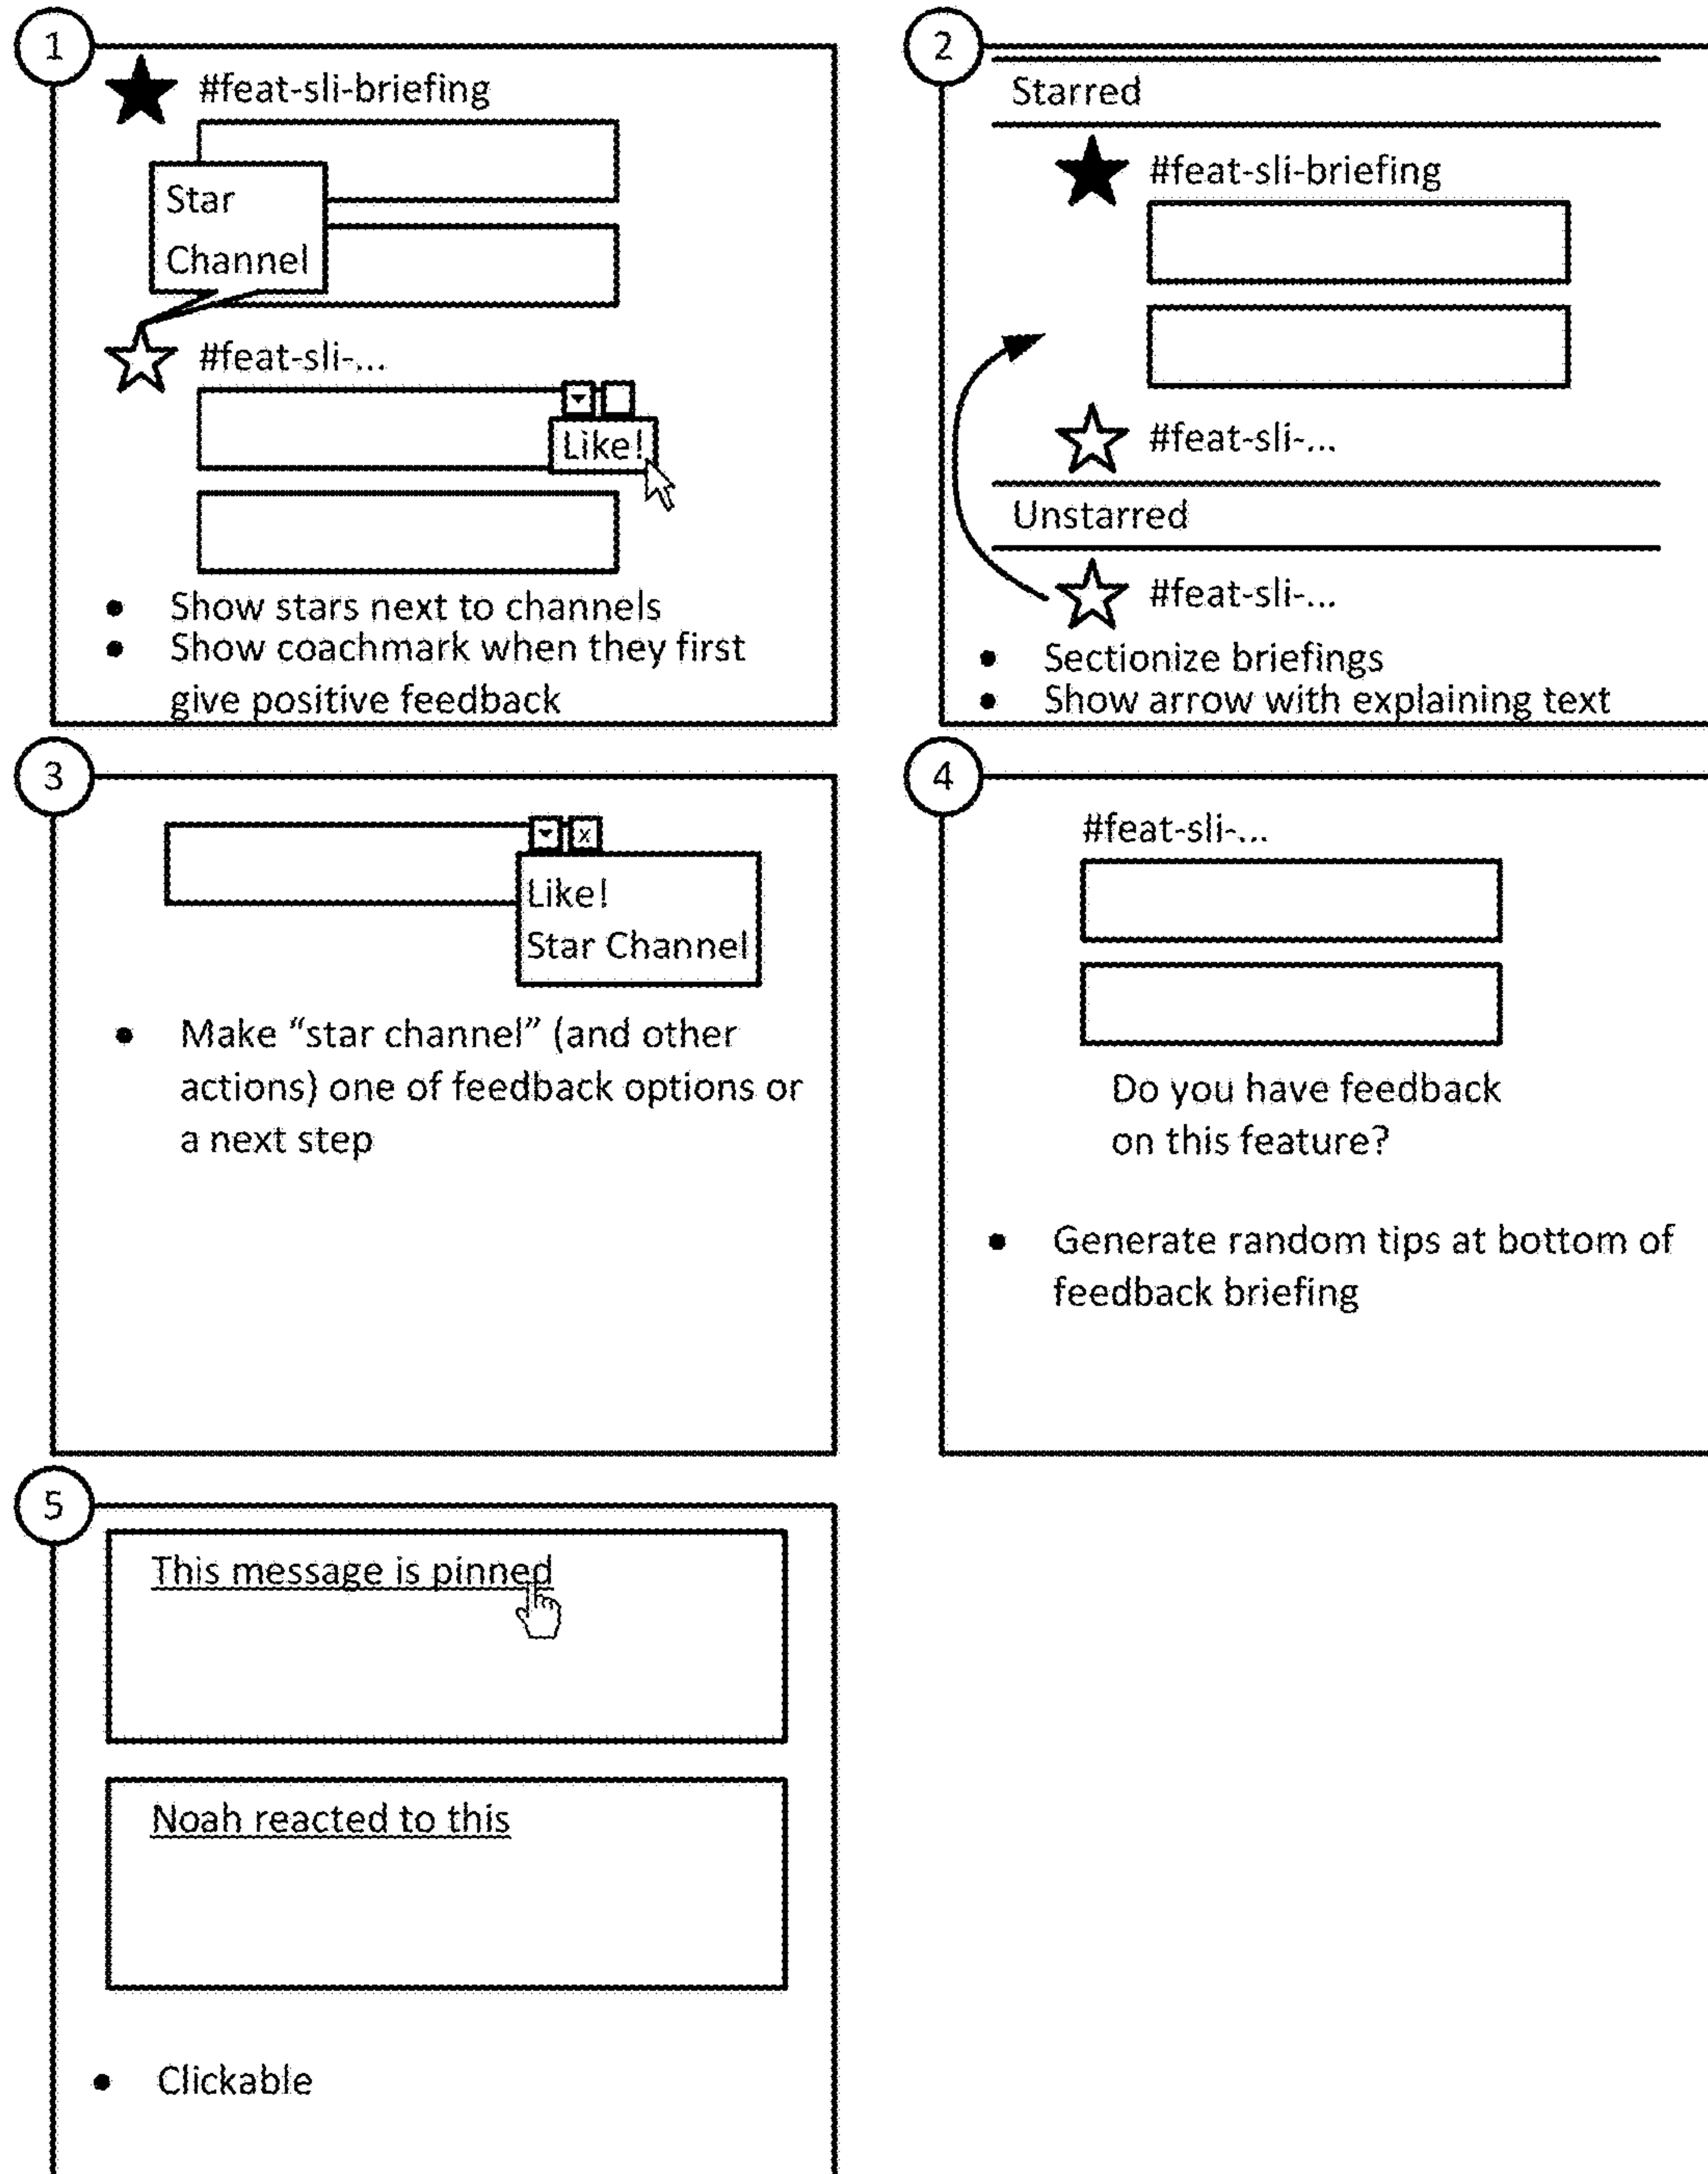 1
#feat-sli-briefing
Star
Channel
#feat-sli-...
Like!
• Show stars next to channels
• Show coachmark when they first
give positive feedback
2
Starred
#feat-sli-briefing
#feat-sli-...
Unstarred
#feat-sli-...
• Sectionize briefings
• Show arrow with explaining text
3
x
Like!
Star Channel
• Make “star channel” (and other
actions) one of feedback options or
a next step
4
#feat-sli-...
Do you have feedback
on this feature?
• Generate random tips at bottom of
feedback briefing
5
This message is pinned
Noah reacted to this
• Clickable